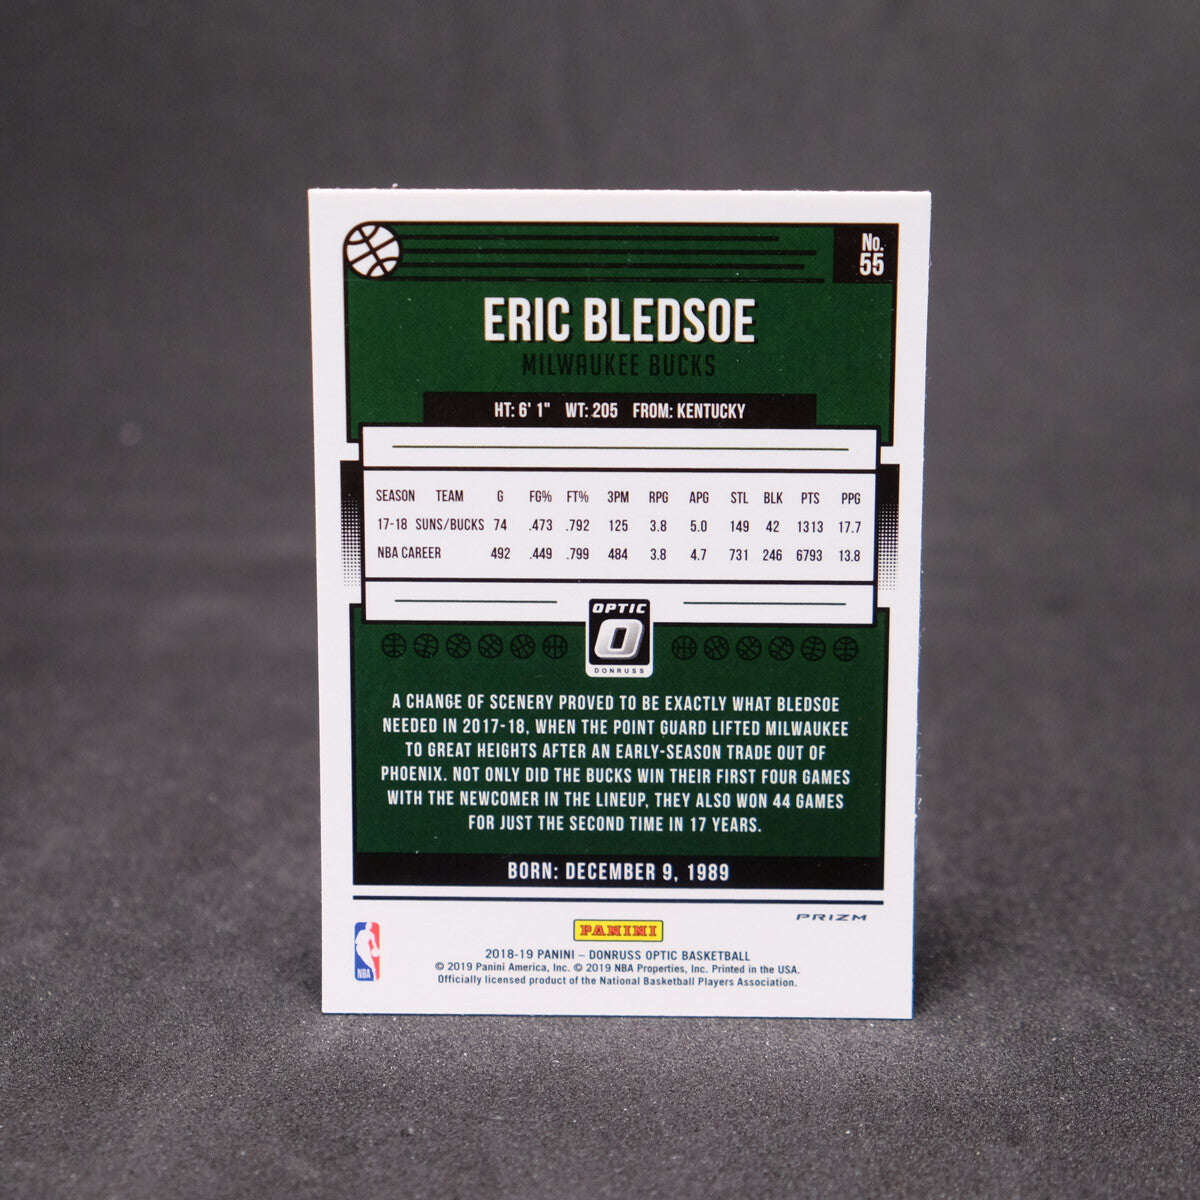 No.
55
ERIC BLEDSOE
MILWAUKEE BUCKS
HT: 6' 1" WT: 205 FROM: KENTUCKY
SEASON TEAM G FG% FT% 3PM RPG APG STL BLK PTS PPG
17-18 SUNS/BUCKS 74 .473 .792 125 3.8 5.0 149 42 1313 17.7
NBA CAREER 492 .449 .799 484 3.8 4.7 731 246 6793 13.8
OPTIC
O
DONRUSS
A CHANGE OF SCENERY PROVED TO BE EXACTLY WHAT BLEDSOE
NEEDED IN 2017-18, WHEN THE POINT GUARD LIFTED MILWAUKEE
TO GREAT HEIGHTS AFTER AN EARLY-SEASON TRADE OUT OF
PHOENIX. NOT ONLY DID THE BUCKS WIN THEIR FIRST FOUR GAMES
WITH THE NEWCOMER IN THE LINEUP, THEY ALSO WON 44 GAMES
FOR JUST THE SECOND TIME IN 17 YEARS.
BORN: DECEMBER 9, 1989
PRIZM
PANINI
NBA
2018-19 PANINI – DONRUSS OPTIC BASKETBALL
© 2019 Panini America, Inc. © 2019 NBA Properties, Inc. Printed in the USA.
Officially licensed product of the National Basketball Players Association.